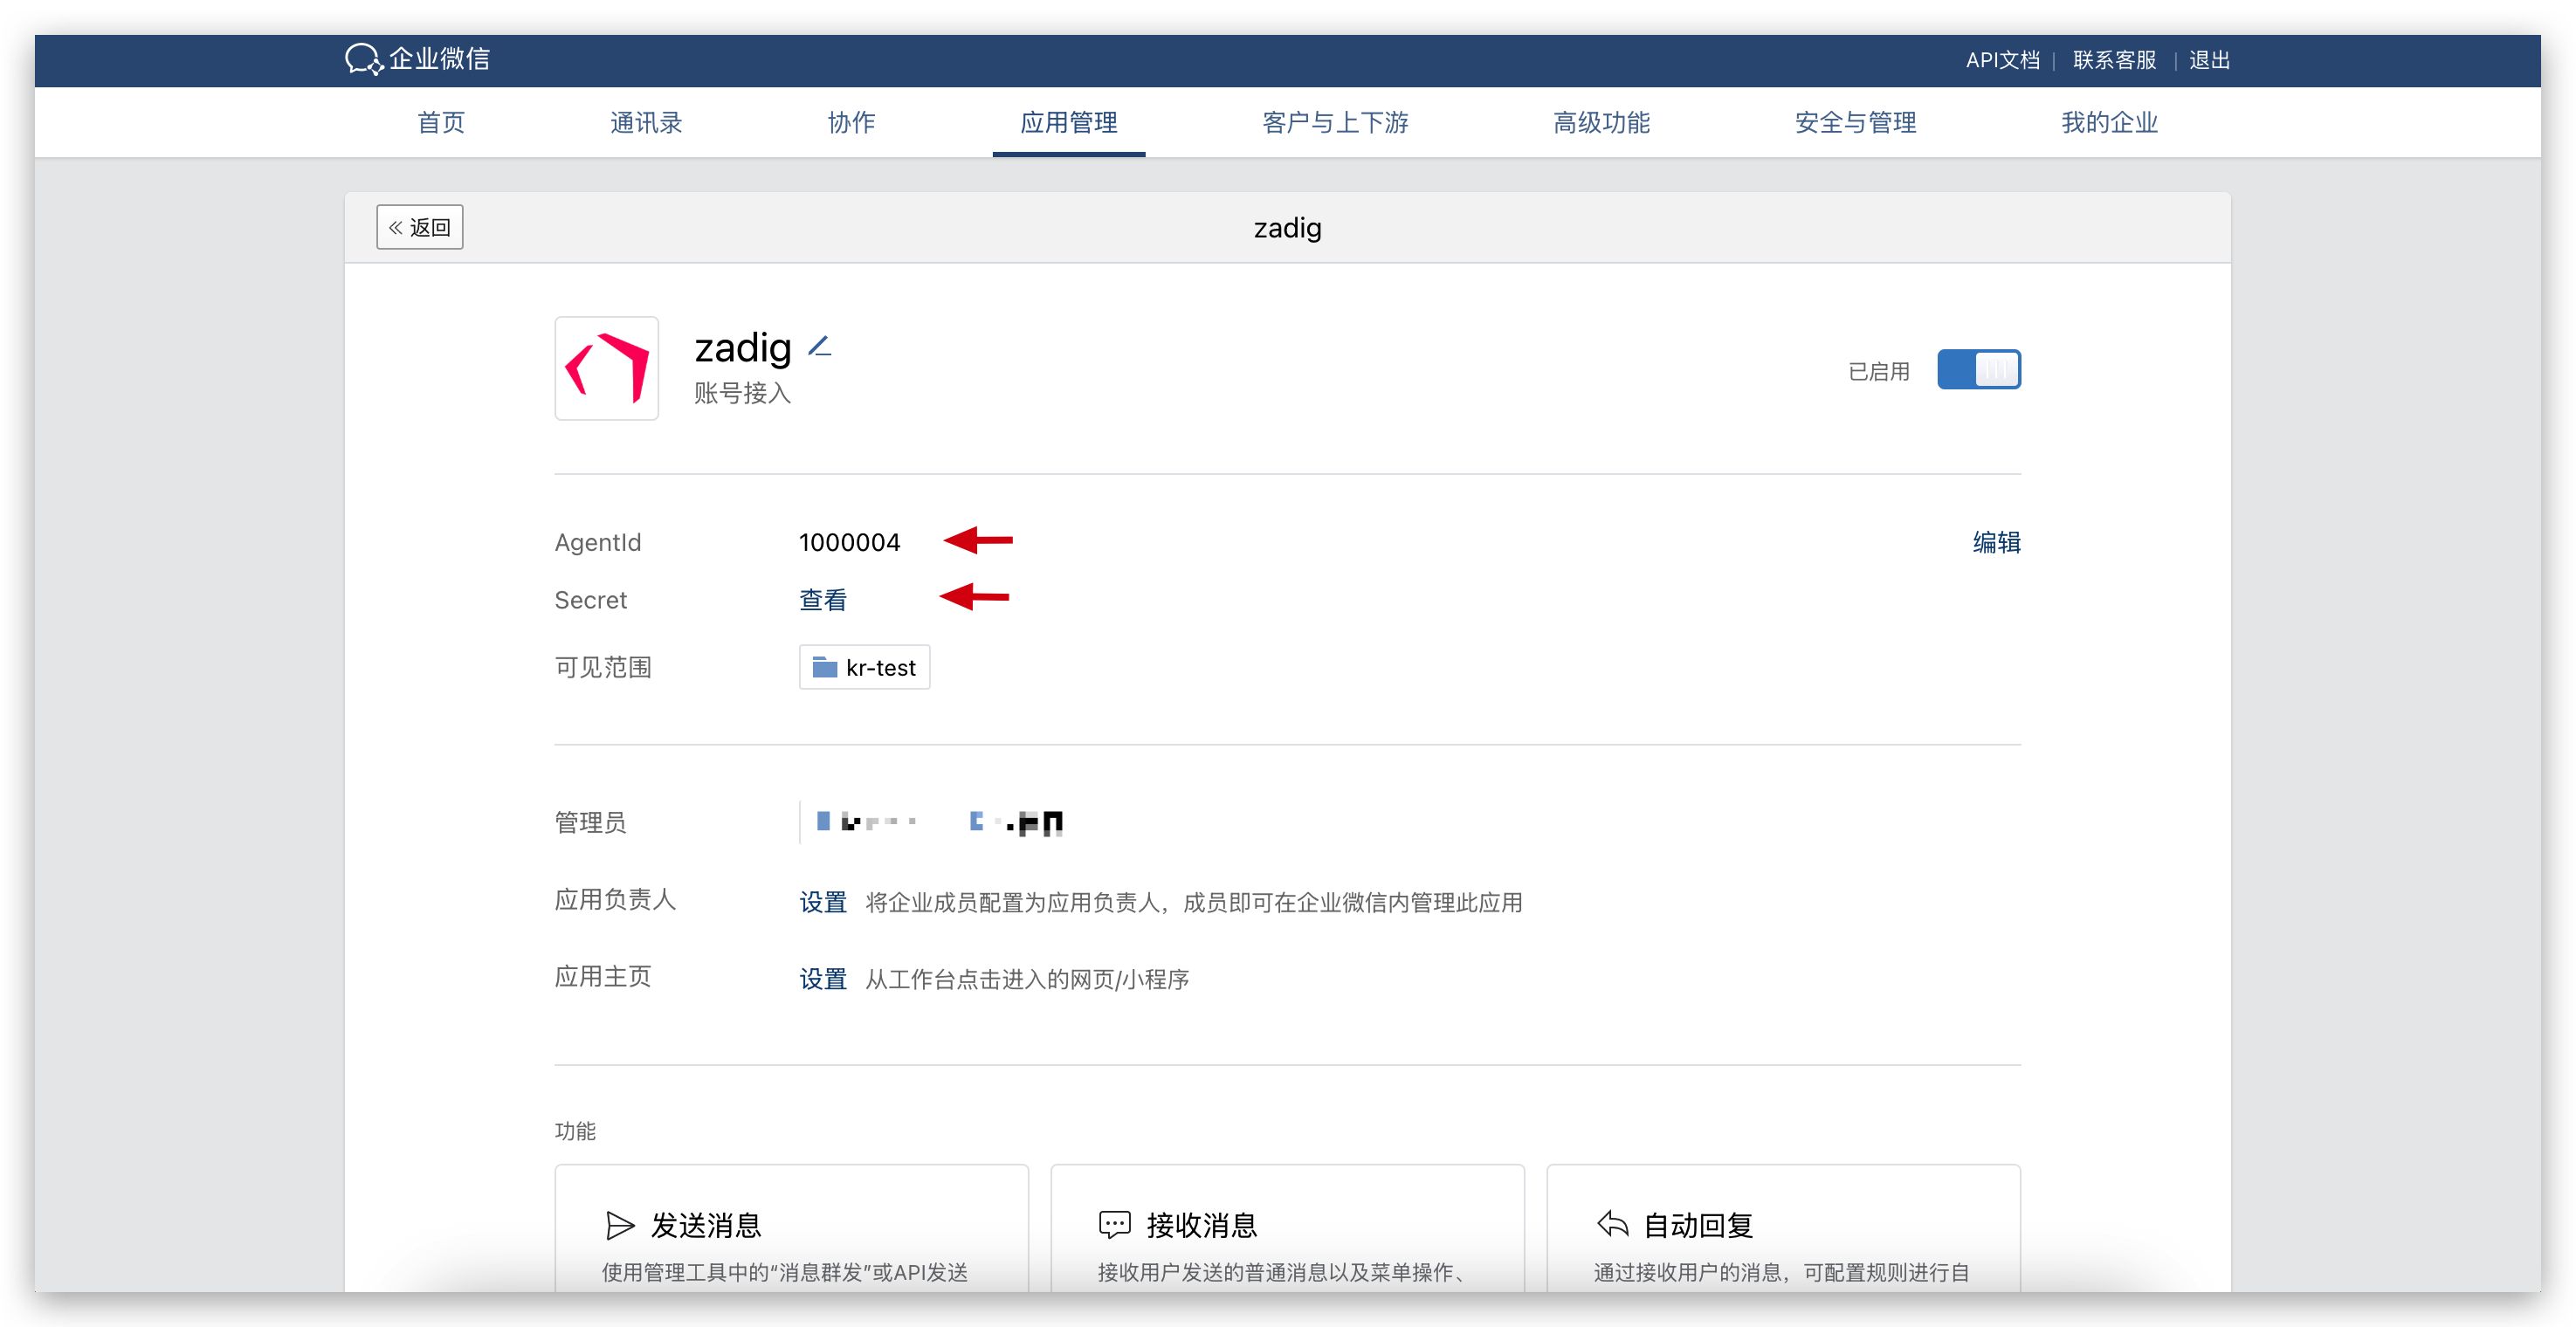 企业微信
API文档 | 联系客服 | 退出
首页 通讯录 协作 应用管理 客户与上下游 高级功能 安全与管理 我的企业
« 返回
zadig
zadig
账号接入
已启用
AgentId 1000004 编辑
Secret 查看
可见范围 kr-test
管理员
应用负责人 设置 将企业成员配置为应用负责人，成员即可在企业微信内管理此应用
应用主页 设置 从工作台点击进入的网页/小程序
功能
发送消息 接收消息 自动回复
使用管理工具中的“消息群发”或API发送 接收用户发送的普通消息以及菜单操作、 通过接收用户的消息，可配置规则进行自